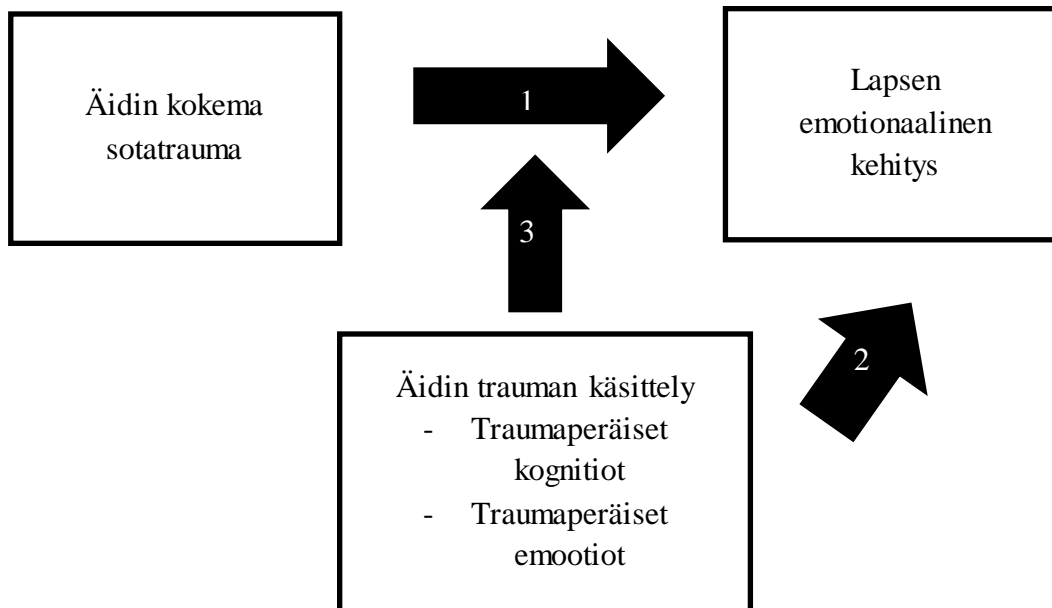 Äidin kokema
sotatrauma
1
Lapsen
emotionaalinen
kehitys
3
2
Äidin trauman käsittely
- Traumaperäiset
kognitiot
- Traumaperäiset
emootiot